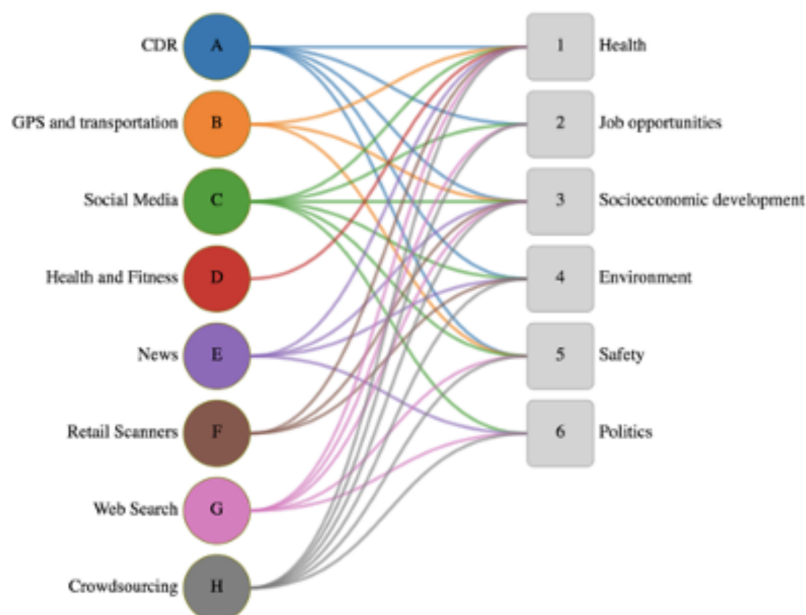 CDR A 1 Health
GPS and transportation B 2 Job opportunities
Social Media C 3 Socioeconomic development
Health and Fitness D 4 Environment
News E 5 Safety
Retail Scanners F 6 Politics
Web Search G
Crowdsourcing H